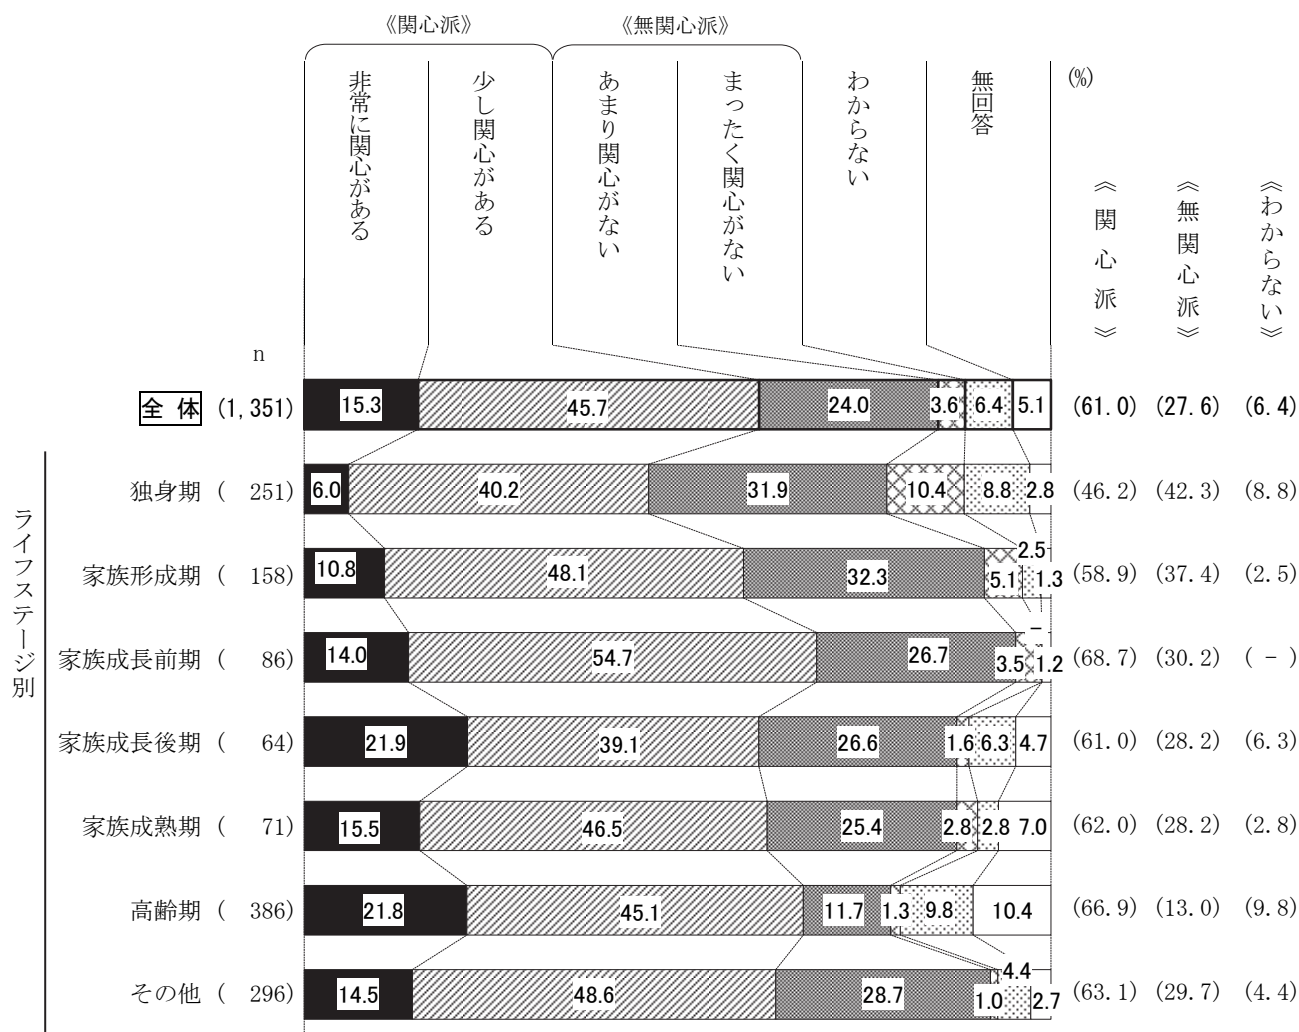 《関心派》 《無関心派》
非常に関心がある
少し関心がある
あまり関心がない
まったく関心がない
わからない
無回答
(%)
《関心派》
《無関心派》
《わからない》
n
全体 (1,351) 15.3 45.7 24.0 3.6 6.4 5.1 (61.0) (27.6) (6.4)
ライフステージ別
独身期 ( 251) 6.0 40.2 31.9 10.4 8.8 2.8 (46.2) (42.3) (8.8)
家族形成期 ( 158) 10.8 48.1 32.3 5.1 2.5 1.3 (58.9) (37.4) (2.5)
家族成長前期 ( 86) 14.0 54.7 26.7 3.5 - 1.2 (68.7) (30.2) ( - )
家族成長後期 ( 64) 21.9 39.1 26.6 1.6 6.3 4.7 (61.0) (28.2) (6.3)
家族成熟期 ( 71) 15.5 46.5 25.4 2.8 2.8 7.0 (62.0) (28.2) (2.8)
高齢期 ( 386) 21.8 45.1 11.7 1.3 9.8 10.4 (66.9) (13.0) (9.8)
その他 ( 296) 14.5 48.6 28.7 1.0 4.4 2.7 (63.1) (29.7) (4.4)